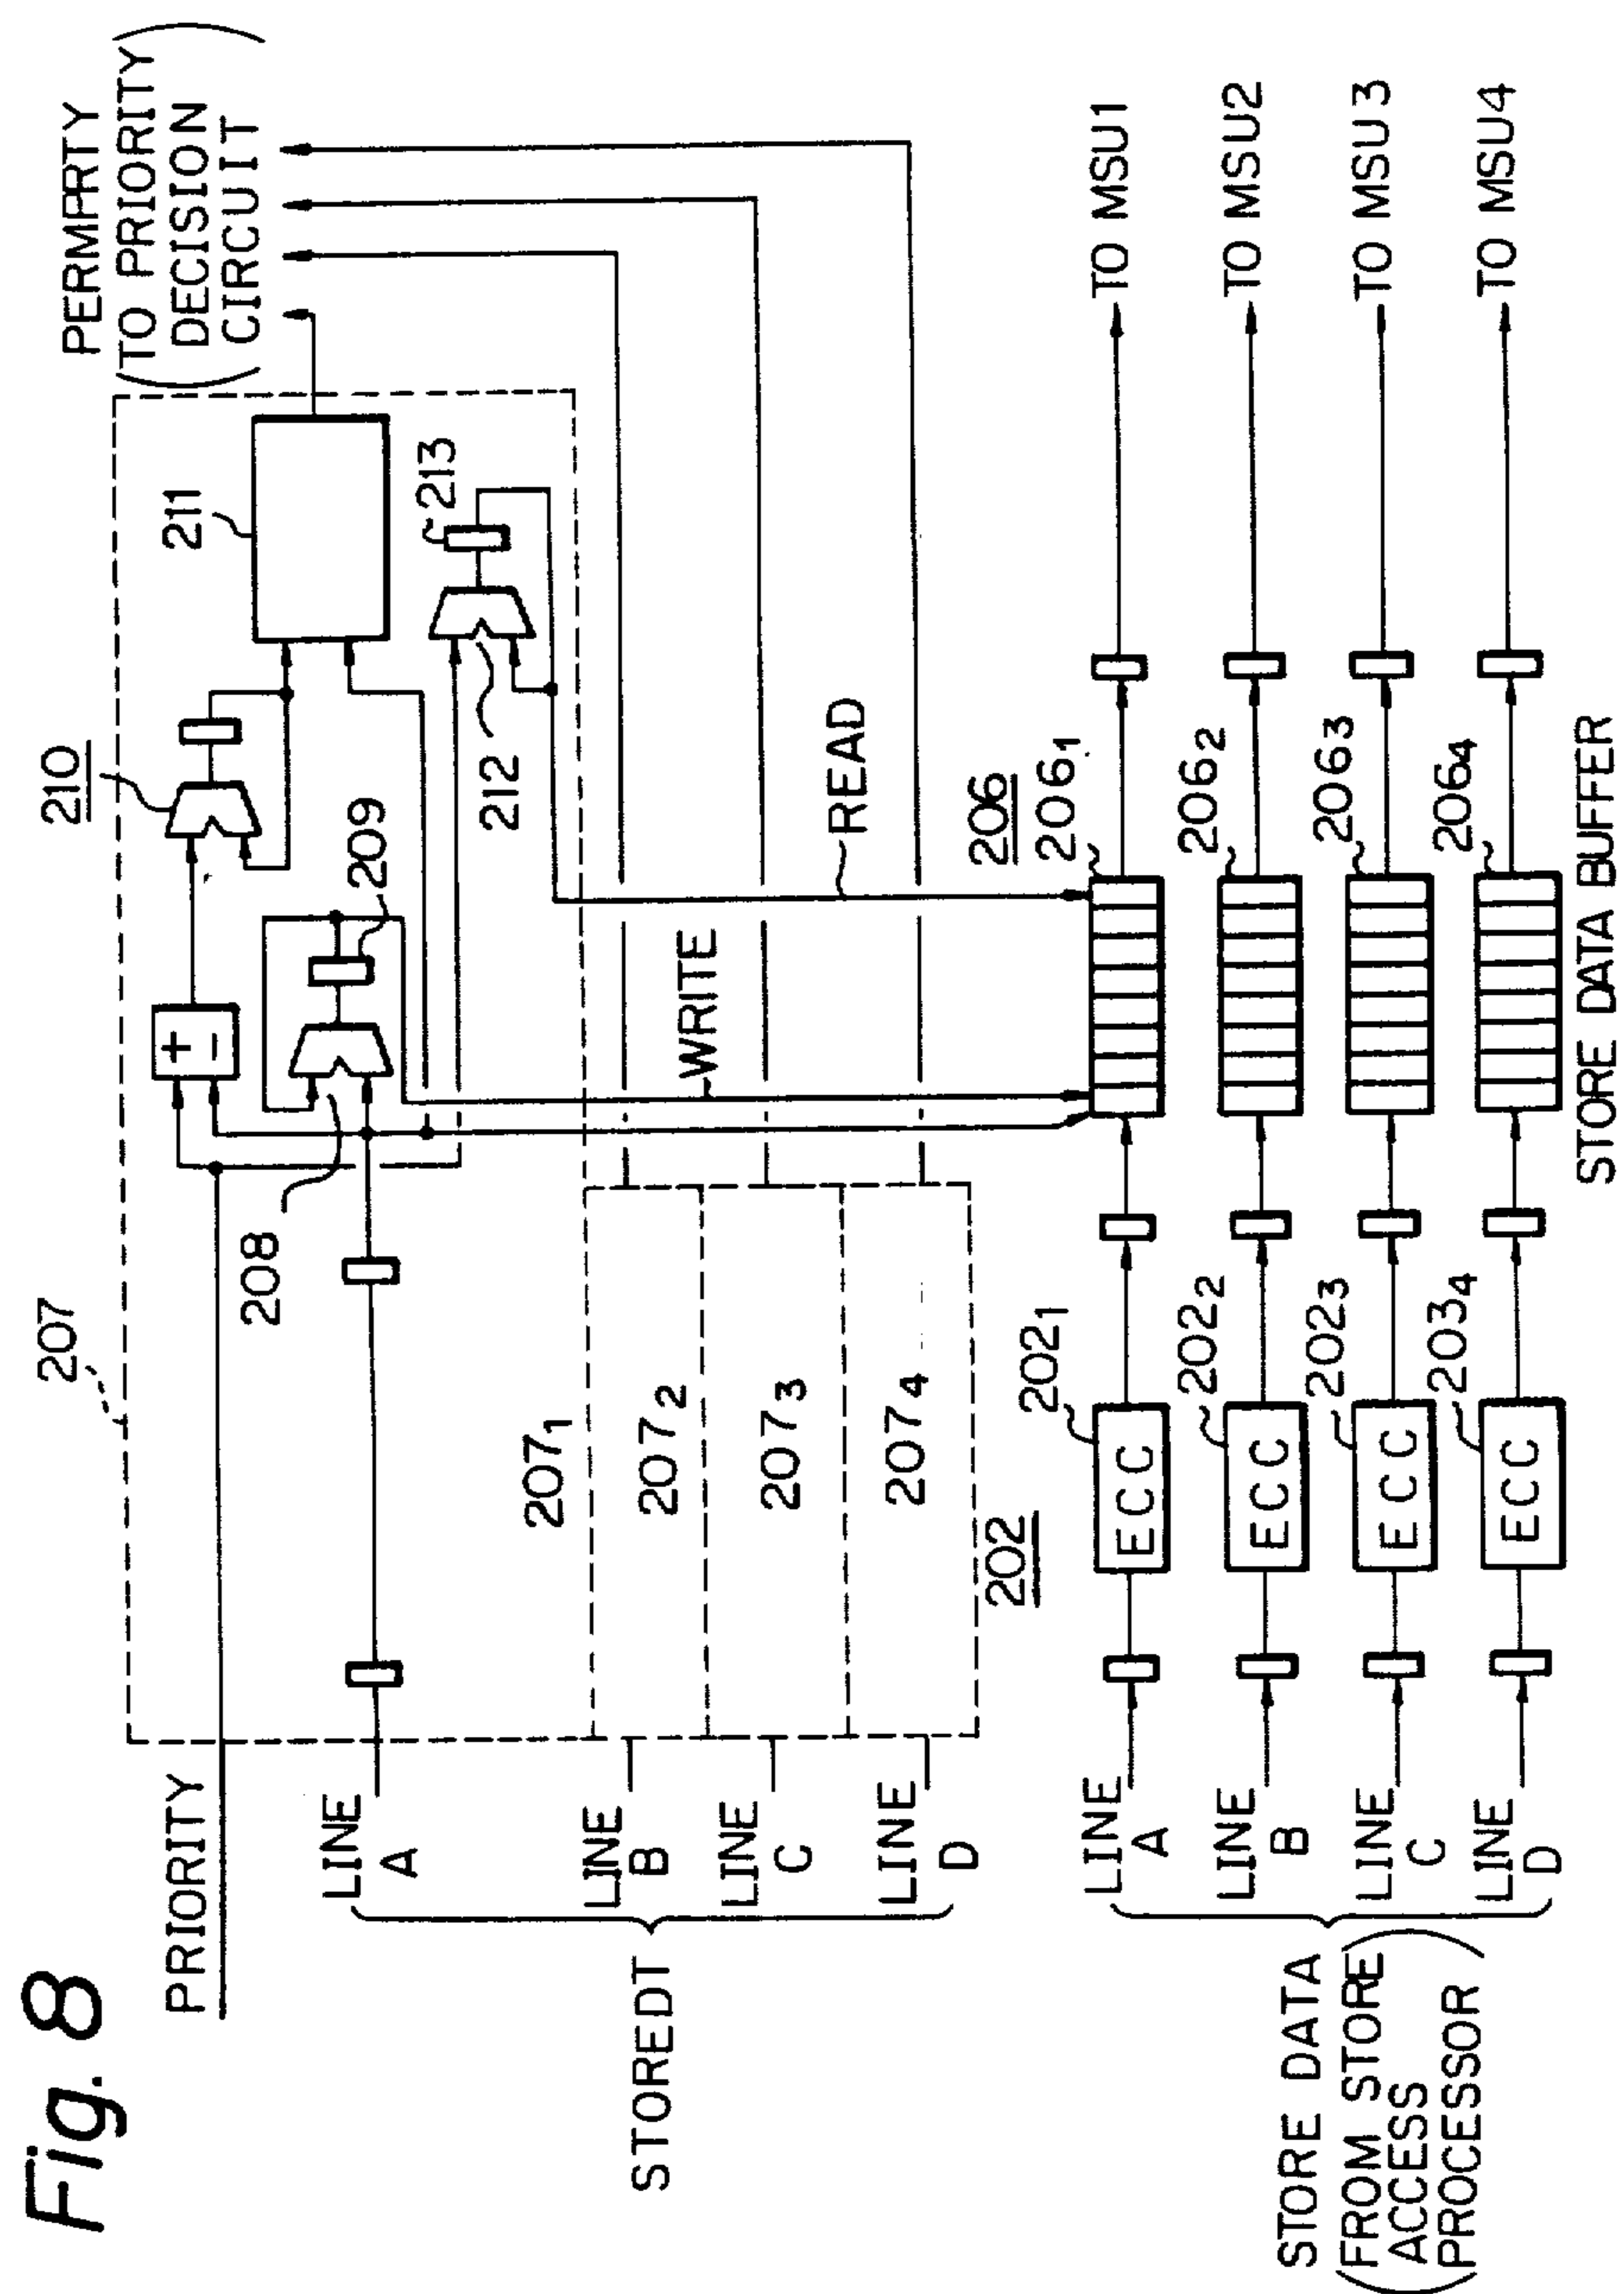 Fig. 8
PRIORITY
207
210
+
−
211
PERMPRTY
(TO PRIORITY)
DECISION
CIRCUIT
208
209
212
213
LINE
A
LINE
B
LINE
C
LINE
D
STOREDT
207₁
207₂
207₃
207₄
WRITE
READ
202
206
STORE DATA
(FROM STORE
ACCESS
PROCESSOR)
LINE
A
ECC
202₁
206₁
TO MSU1
LINE
B
ECC
202₂
206₂
TO MSU2
LINE
C
ECC
202₃
206₃
TO MSU3
LINE
D
ECC
203₄
206₄
TO MSU4
STORE DATA BUFFER